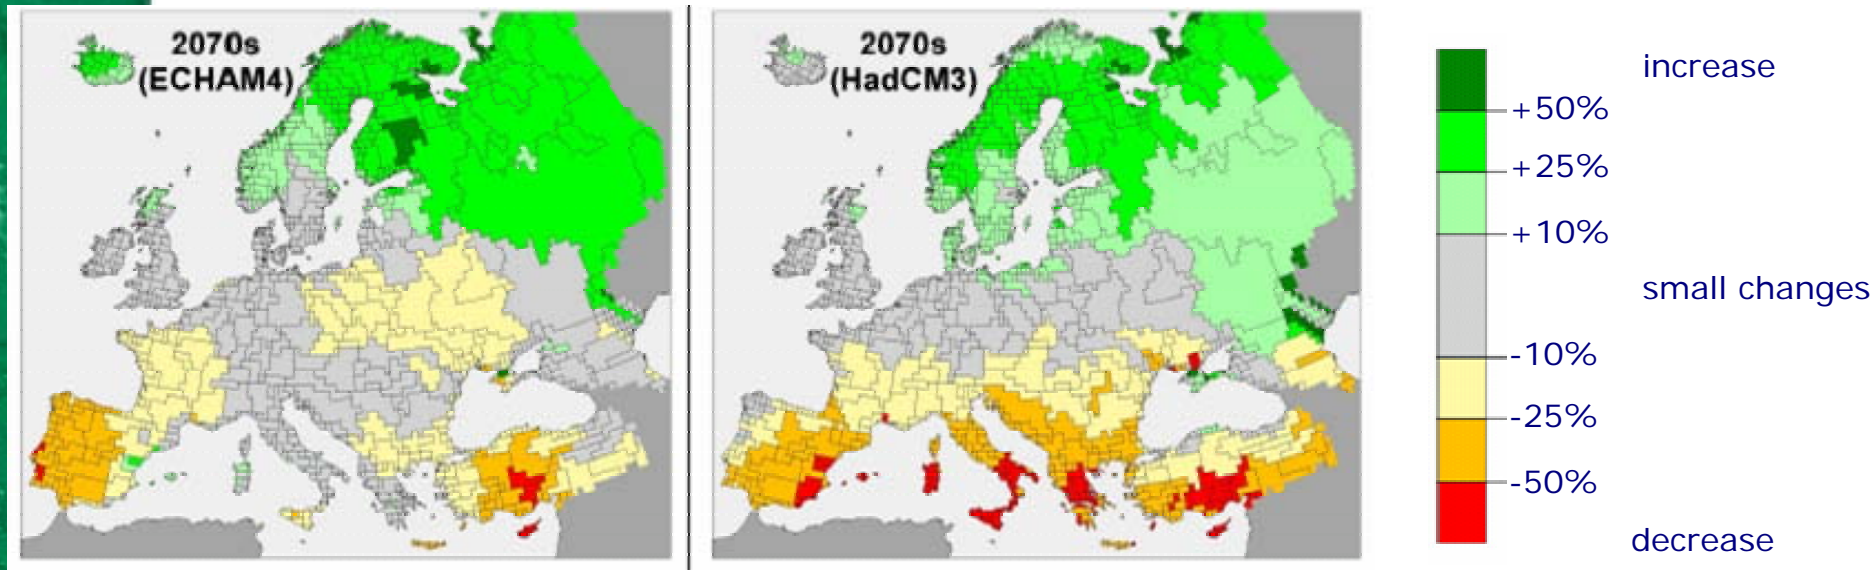 2070s
(ECHAM4)
2070s
(HadCM3)
increase
+50%
+25%
+10%
small changes
-10%
-25%
-50%
decrease